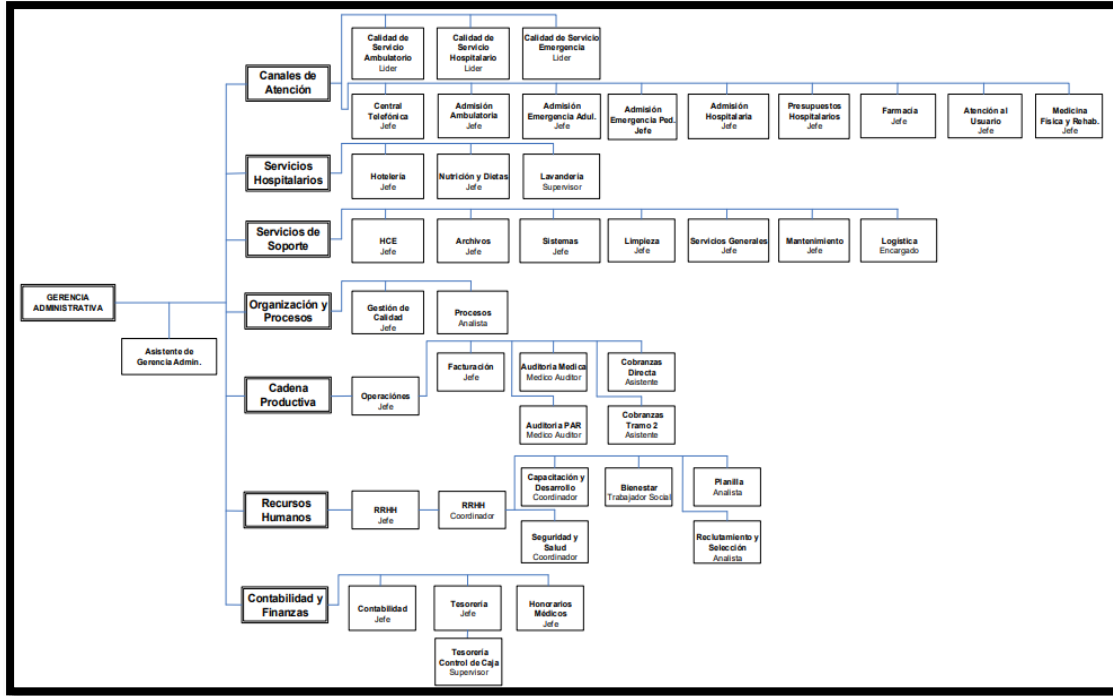 Calidad de
Servicio
Ambulatorio
Lider
Calidad de
Servicio
Hospitalario
Lider
Calidad de Servicio
Emergencia
Lider
Canales de
Atención
Central
Telefónica
Jefe
Admisión
Ambulatoria
Jefe
Admisión
Emergencia Adul.
Jefe
Admisión
Emergencia Ped.
Jefe
Admisión
Hospitalaria
Jefe
Presupuestos
Hospitalarios
Jefe
Farmacia
Jefe
Atención al
Usuario
Jefe
Medicina
Física y Rehab.
Jefe
Servicios
Hospitalarios
Hotelería
Jefe
Nutrición y Dietas
Jefe
Lavandería
Supervisor
Servicios de
Soporte
HCE
Jefe
Archivos
Jefe
Sistemas
Jefe
Limpieza
Jefe
Servicios Generales
Jefe
Mantenimiento
Jefe
Logística
Encargado
GERENCIA
ADMINISTRATIVA
Asistente de
Gerencia Admin.
Organización y
Procesos
Gestión de
Calidad
Jefe
Procesos
Analista
Cadena
Productiva
Operaciónes
Jefe
Facturación
Jefe
Auditoria Medica
Medico Auditor
Cobranzas
Directa
Asistente
Auditoria PAR
Medico Auditor
Cobranzas
Tramo 2
Asistente
Recursos
Humanos
RRHH
Jefe
RRHH
Coordinador
Capacitación y
Desarrollo
Coordinador
Bienestar
Trabajador Social
Planilla
Analista
Seguridad y
Salud
Coordinador
Reclutamiento y
Selección
Analista
Contabilidad y
Finanzas
Contabilidad
Jefe
Tesorería
Jefe
Honorarios
Médicos
Jefe
Tesorería
Control de Caja
Supervisor